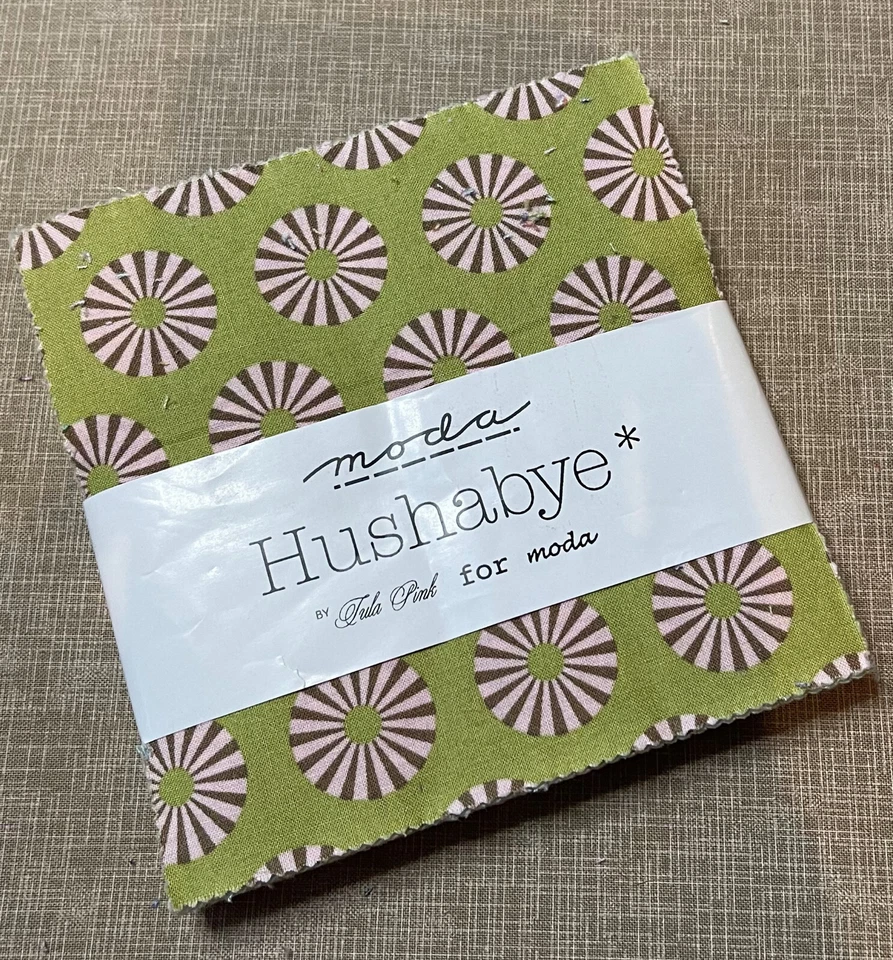 moda
Hushabye*
BY Tula Pink for moda